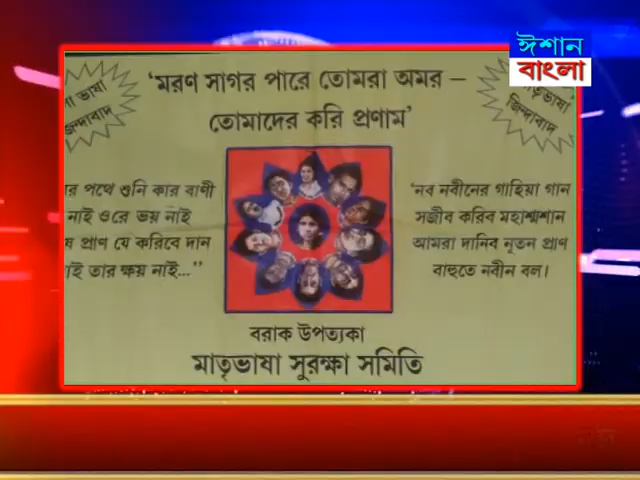 ঈশান
বাংলা
ভাষা
জিন্দাবাদ
‘মরণ সাগর পারে তোমরা অমর –
তোমাদের করি প্রণাম’
মাতৃভাষা
জিন্দাবাদ
পথে শুনি কার বাণী
নাই ওরে ভয় নাই
প্রাণ যে করিবে দান
তার ক্ষয় নাই...”
‘নব নবীনের গাহিয়া গান
সজীব করিব মহাশ্মশান
আমরা দানিব নূতন প্রাণ
বাহুতে নবীন বল।
বরাক উপত্যকা
মাতৃভাষা সুরক্ষা সমিতি